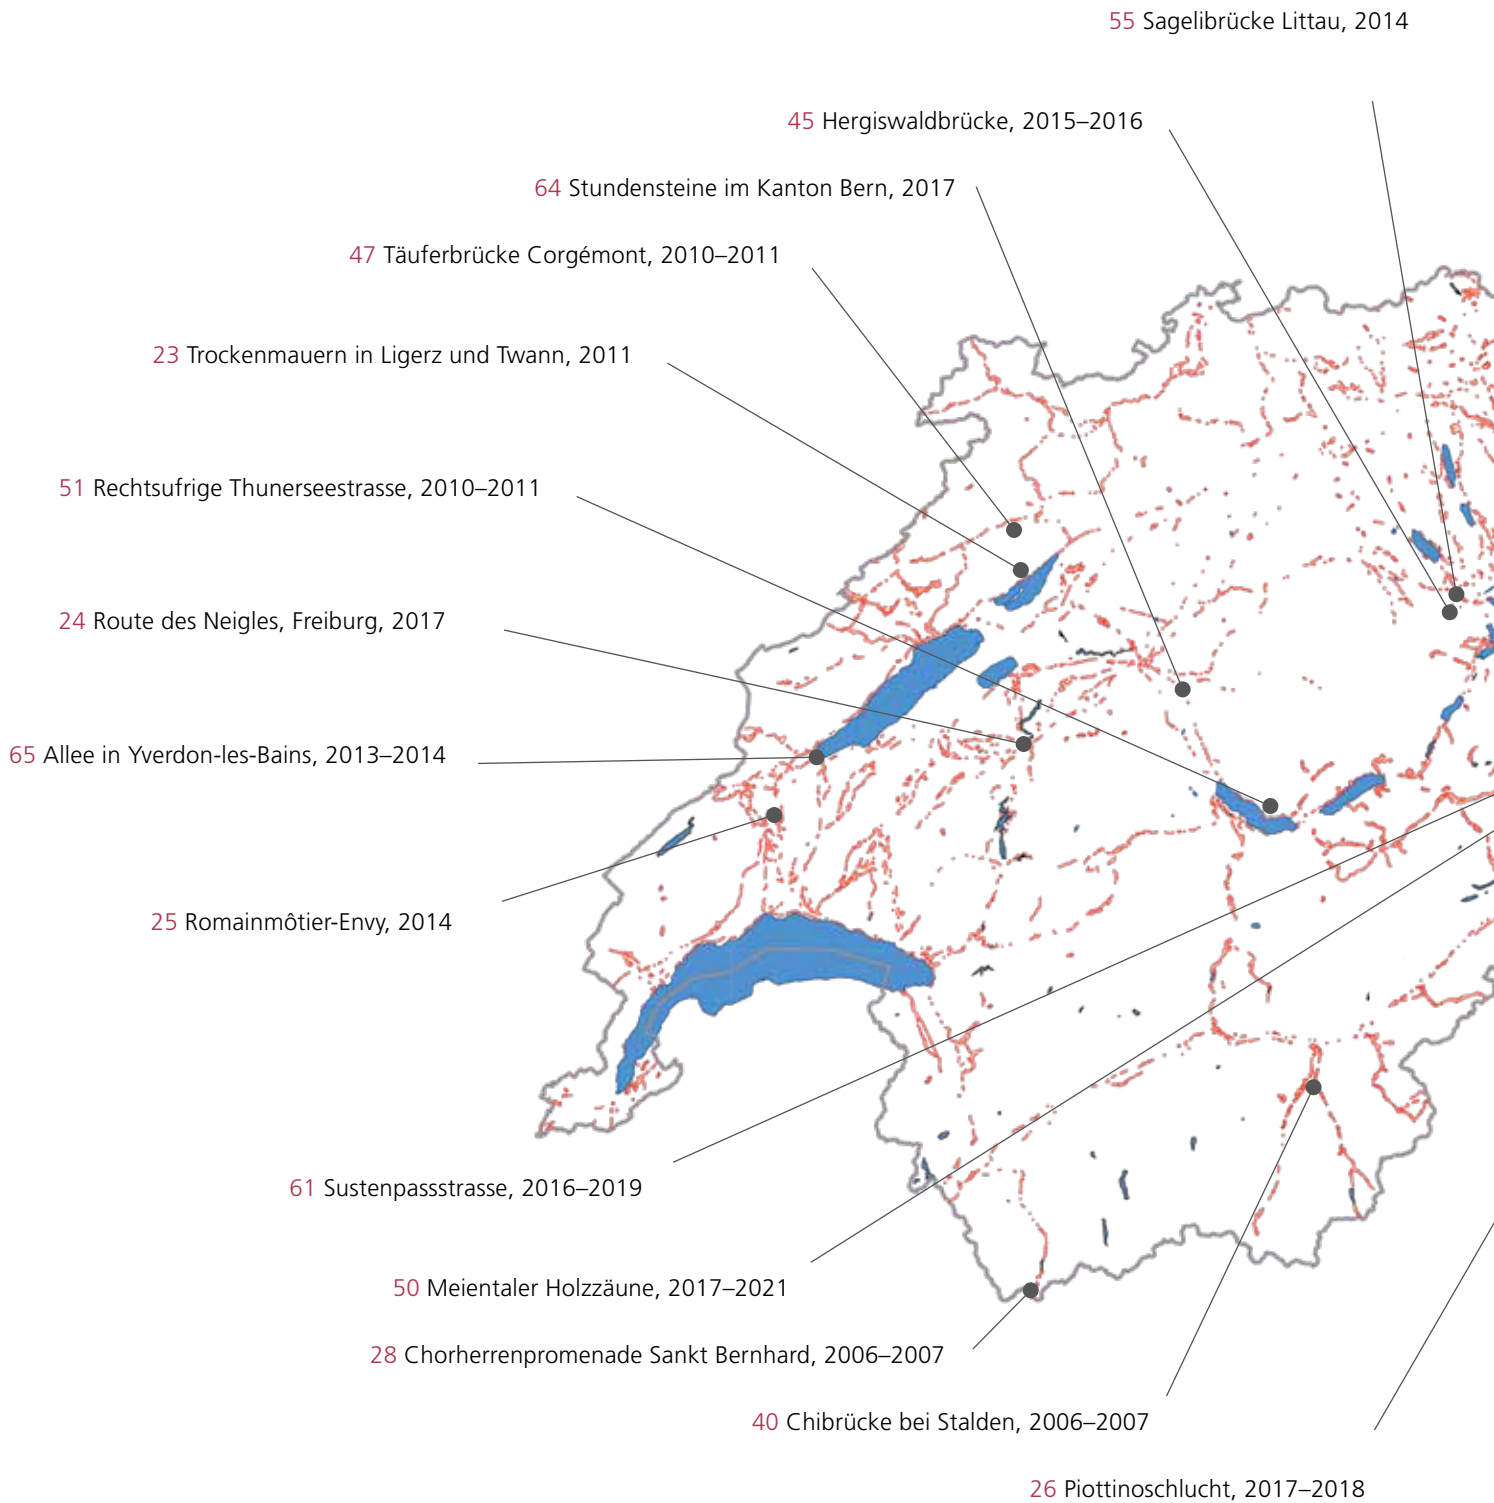 55 Sagelibrücke Littau, 2014
45 Hergiswaldbrücke, 2015–2016
64 Stundensteine im Kanton Bern, 2017
47 Täuferbrücke Corgémont, 2010–2011
23 Trockenmauern in Ligerz und Twann, 2011
51 Rechtsufrige Thunerseestrasse, 2010–2011
24 Route des Neigles, Freiburg, 2017
65 Allee in Yverdon-les-Bains, 2013–2014
25 Romainmôtier-Envy, 2014
61 Sustenpassstrasse, 2016–2019
50 Meientaler Holzzäune, 2017–2021
28 Chorherrenpromenade Sankt Bernhard, 2006–2007
40 Chibrücke bei Stalden, 2006–2007
26 Piottinoschlucht, 2017–2018